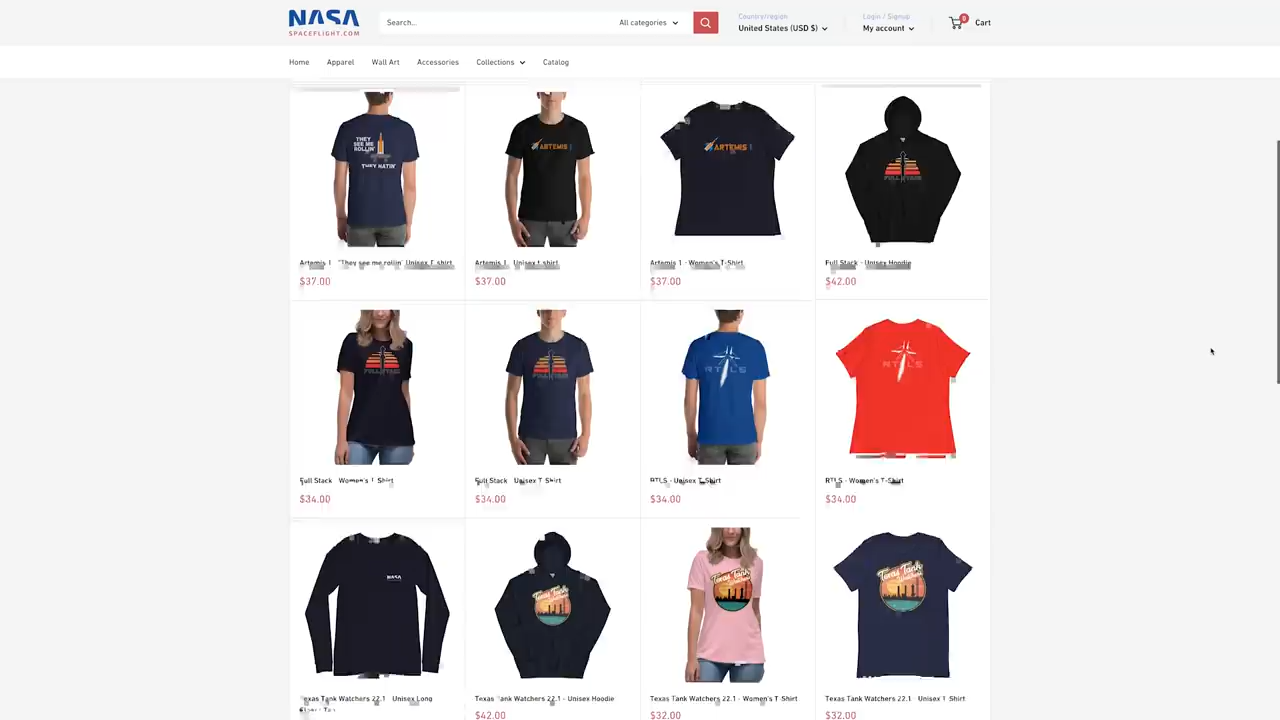 NASA
SPACEFLIGHT.COM
Search...
All categories
Country/region
United States (USD $)
Login / Signup
My account
0
Cart
Home
Apparel
Wall Art
Accessories
Collections
Catalog
THEY
SEE ME
ROLLIN'
THEY HATIN'
ARTEMIS
ARTEMIS
FULL STACK
Artemis 1 - "They see me rollin' Unisex T-shirt
$37.00
Artemis 1 - Unisex t-shirt
$37.00
Artemis 1 - Women's T-Shirt
$37.00
Full Stack - Unisex Hoodie
$42.00
FULL STACK
FULL STACK
RTLS
RTLS
Full Stack - Women's T-Shirt
$34.00
Full Stack - Unisex T-Shirt
$34.00
RTLS - Unisex T-Shirt
$34.00
RTLS - Women's T-Shirt
$34.00
NASA
Texas Tank
Watchers
Texas Tank
Watchers
Texas Tank
Watchers
Texas Tank Watchers 22.1 - Unisex Long
Texas Tank Watchers 22.1 - Unisex Hoodie
$42.00
Texas Tank Watchers 22.1 - Women's T-Shirt
$32.00
Texas Tank Watchers 22.1 - Unisex T-Shirt
$32.00